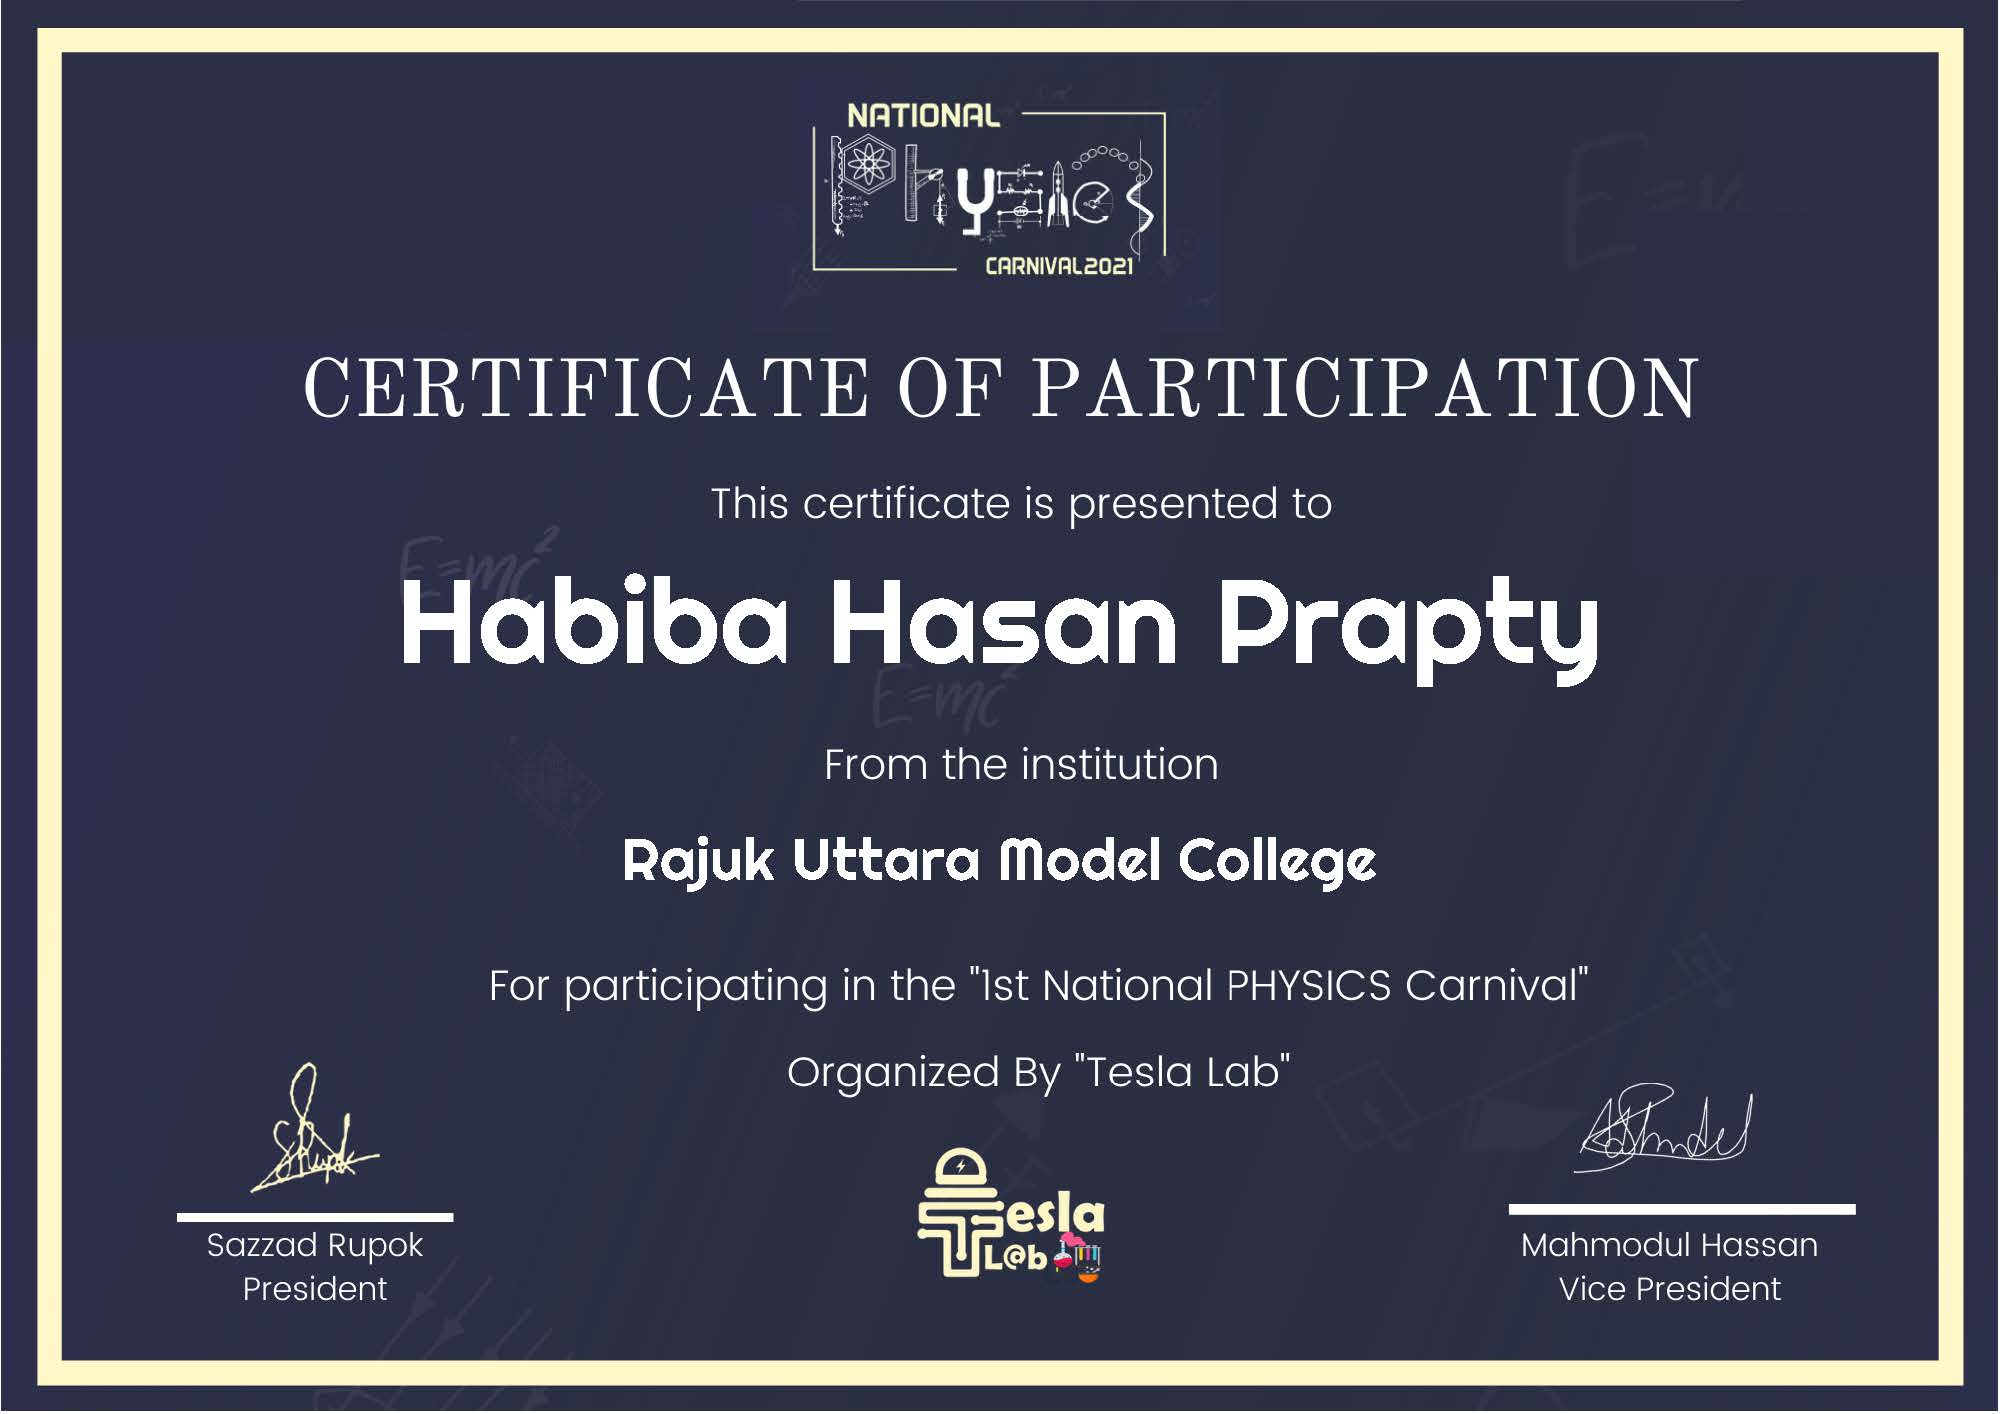 NATIONAL
Physics
CARNIVAL2021
CERTIFICATE OF PARTICIPATION
This certificate is presented to
E=mc²
Habiba Hasan Prapty
E=mc²
From the institution
Rajuk Uttara Model College
For participating in the "1st National PHYSICS Carnival"
Organized By "Tesla Lab"
Tesla
L@b
Sazzad Rupok
President
Mahmodul Hassan
Vice President